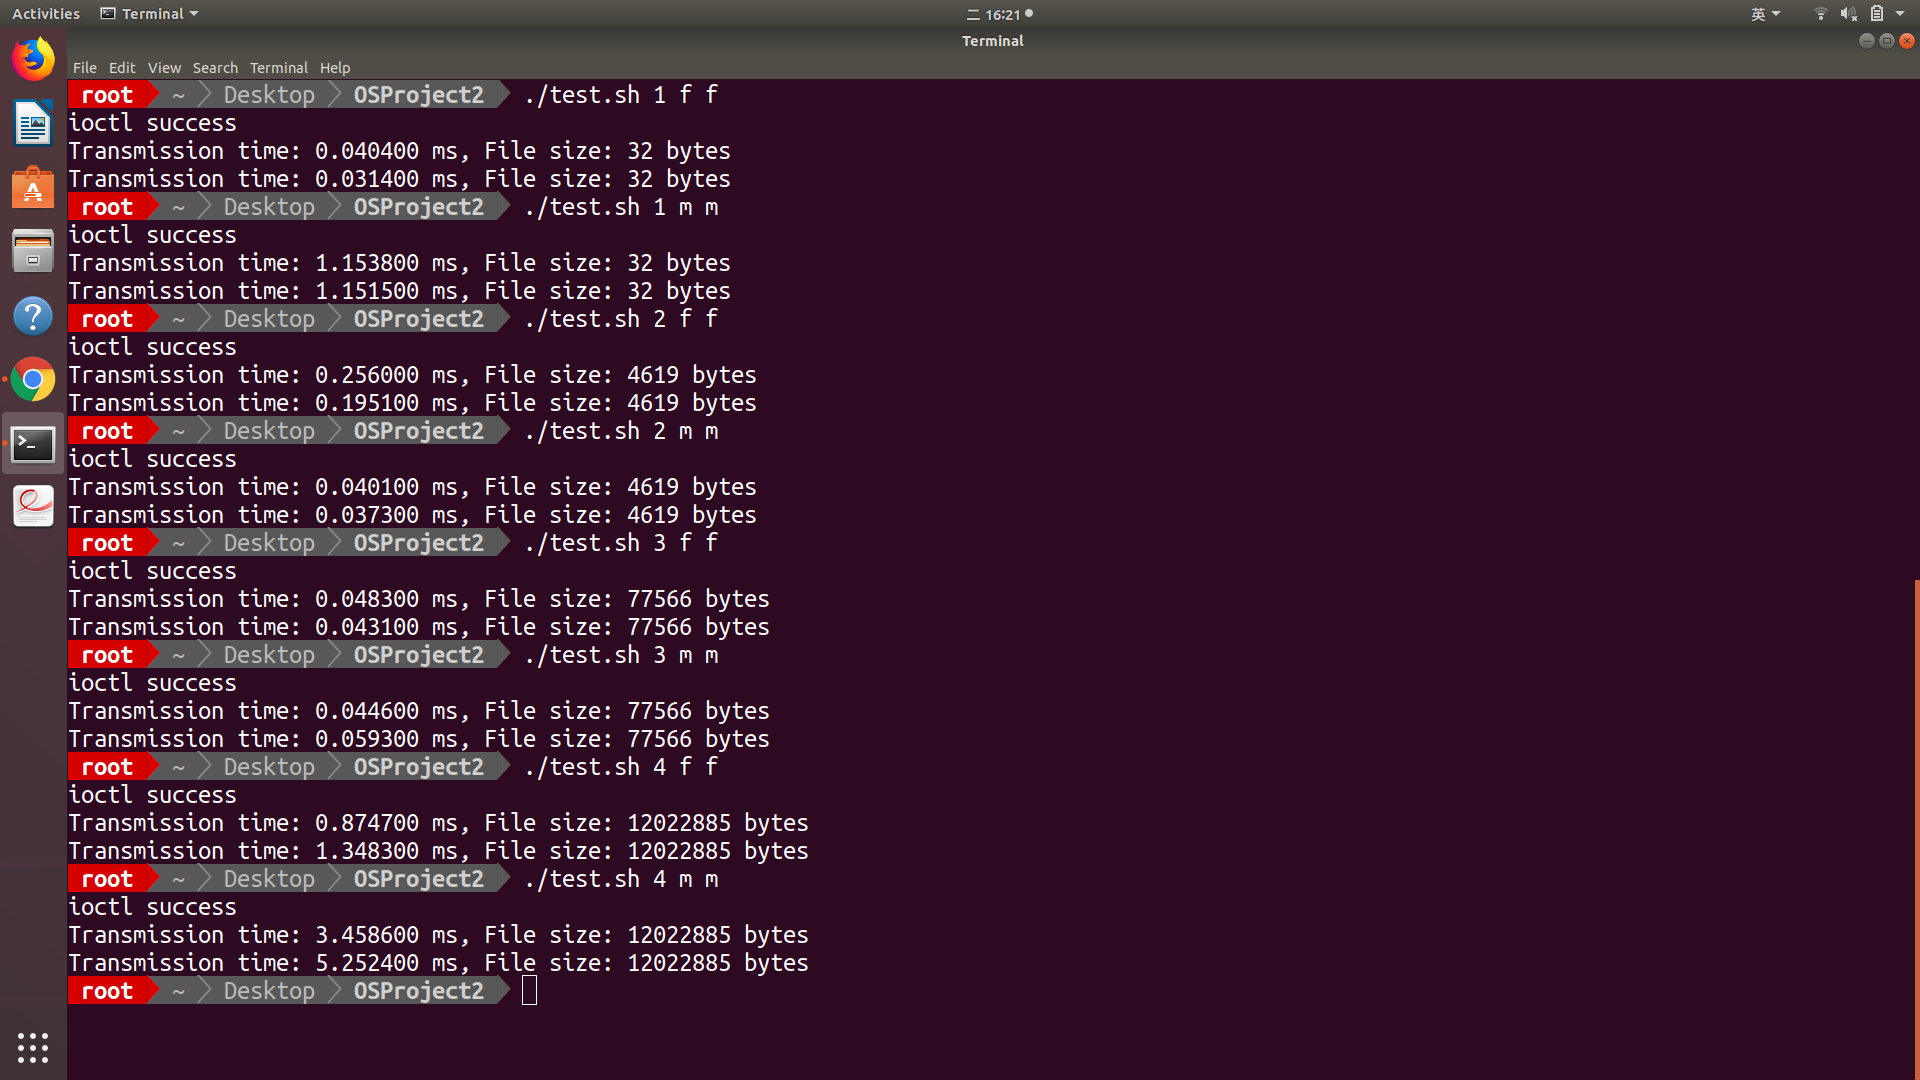 Activities Terminal 二 16:21 英
Terminal
File Edit View Search Terminal Help
root ~ Desktop OSProject2 ./test.sh 1 f f
ioctl success
Transmission time: 0.040400 ms, File size: 32 bytes
Transmission time: 0.031400 ms, File size: 32 bytes
root ~ Desktop OSProject2 ./test.sh 1 m m
ioctl success
Transmission time: 1.153800 ms, File size: 32 bytes
Transmission time: 1.151500 ms, File size: 32 bytes
root ~ Desktop OSProject2 ./test.sh 2 f f
ioctl success
Transmission time: 0.256000 ms, File size: 4619 bytes
Transmission time: 0.195100 ms, File size: 4619 bytes
root ~ Desktop OSProject2 ./test.sh 2 m m
ioctl success
Transmission time: 0.040100 ms, File size: 4619 bytes
Transmission time: 0.037300 ms, File size: 4619 bytes
root ~ Desktop OSProject2 ./test.sh 3 f f
ioctl success
Transmission time: 0.048300 ms, File size: 77566 bytes
Transmission time: 0.043100 ms, File size: 77566 bytes
root ~ Desktop OSProject2 ./test.sh 3 m m
ioctl success
Transmission time: 0.044600 ms, File size: 77566 bytes
Transmission time: 0.059300 ms, File size: 77566 bytes
root ~ Desktop OSProject2 ./test.sh 4 f f
ioctl success
Transmission time: 0.874700 ms, File size: 12022885 bytes
Transmission time: 1.348300 ms, File size: 12022885 bytes
root ~ Desktop OSProject2 ./test.sh 4 m m
ioctl success
Transmission time: 3.458600 ms, File size: 12022885 bytes
Transmission time: 5.252400 ms, File size: 12022885 bytes
root ~ Desktop OSProject2